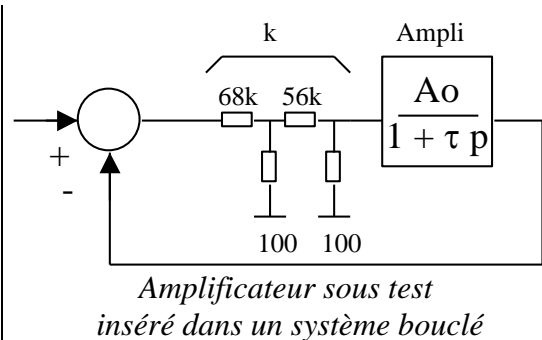 k
Ampli
68k 56k
Ao
1 + τ p
+
-
100 100
Amplificateur sous test
inséré dans un système bouclé